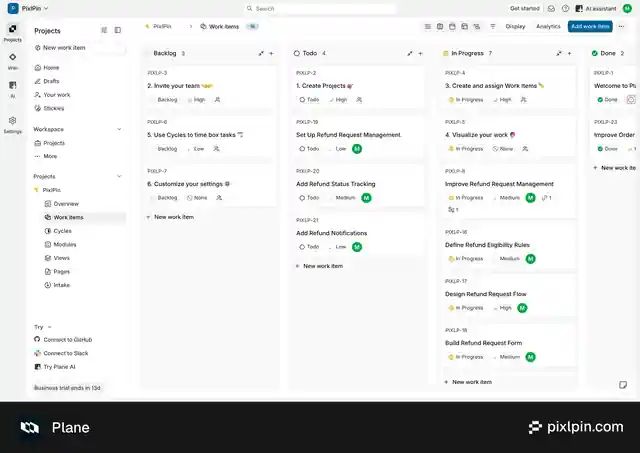 PixlPin
Search
Get started
AI assistant
M
Projects
Wiki
AI
Settings
Projects
New work item
Home
Drafts
Your work
Stickies
Workspace
Projects
More
Projects
PixlPin
Overview
Work items
Cycles
Modules
Views
Pages
Intake
Try
Connect to GitHub
Connect to Slack
Try Plane AI
Business trial ends in 13d
PixlPin
Work items
16
Display
Analytics
Add work item
Backlog 3
PIXLP-3
2. Invite your team
Backlog High
PIXLP-6
5. Use Cycles to time box tasks
Backlog Low
PIXLP-7
6. Customize your settings
Backlog None
New work item
Todo 4
PIXLP-2
1. Create Projects
Todo High
PIXLP-19
Set Up Refund Request Management
Todo Low M
PIXLP-20
Add Refund Status Tracking
Todo Medium M
PIXLP-21
Add Refund Notifications
Todo Low M
New work item
In Progress 7
PIXLP-4
3. Create and assign Work items
In Progress High
PIXLP-5
4. Visualize your work
In Progress None
PIXLP-8
Improve Refund Request Management
In Progress Medium M 1
1
PIXLP-16
Define Refund Eligibility Rules
In Progress Medium M
PIXLP-17
Design Refund Request Flow
In Progress High M
PIXLP-18
Build Refund Request Form
In Progress Medium M
New work item
Done 2
PIXLP-1
Welcome to Pl
Done
PIXLP-23
Improve Order
Done
New work it
Plane
pixlpin.com